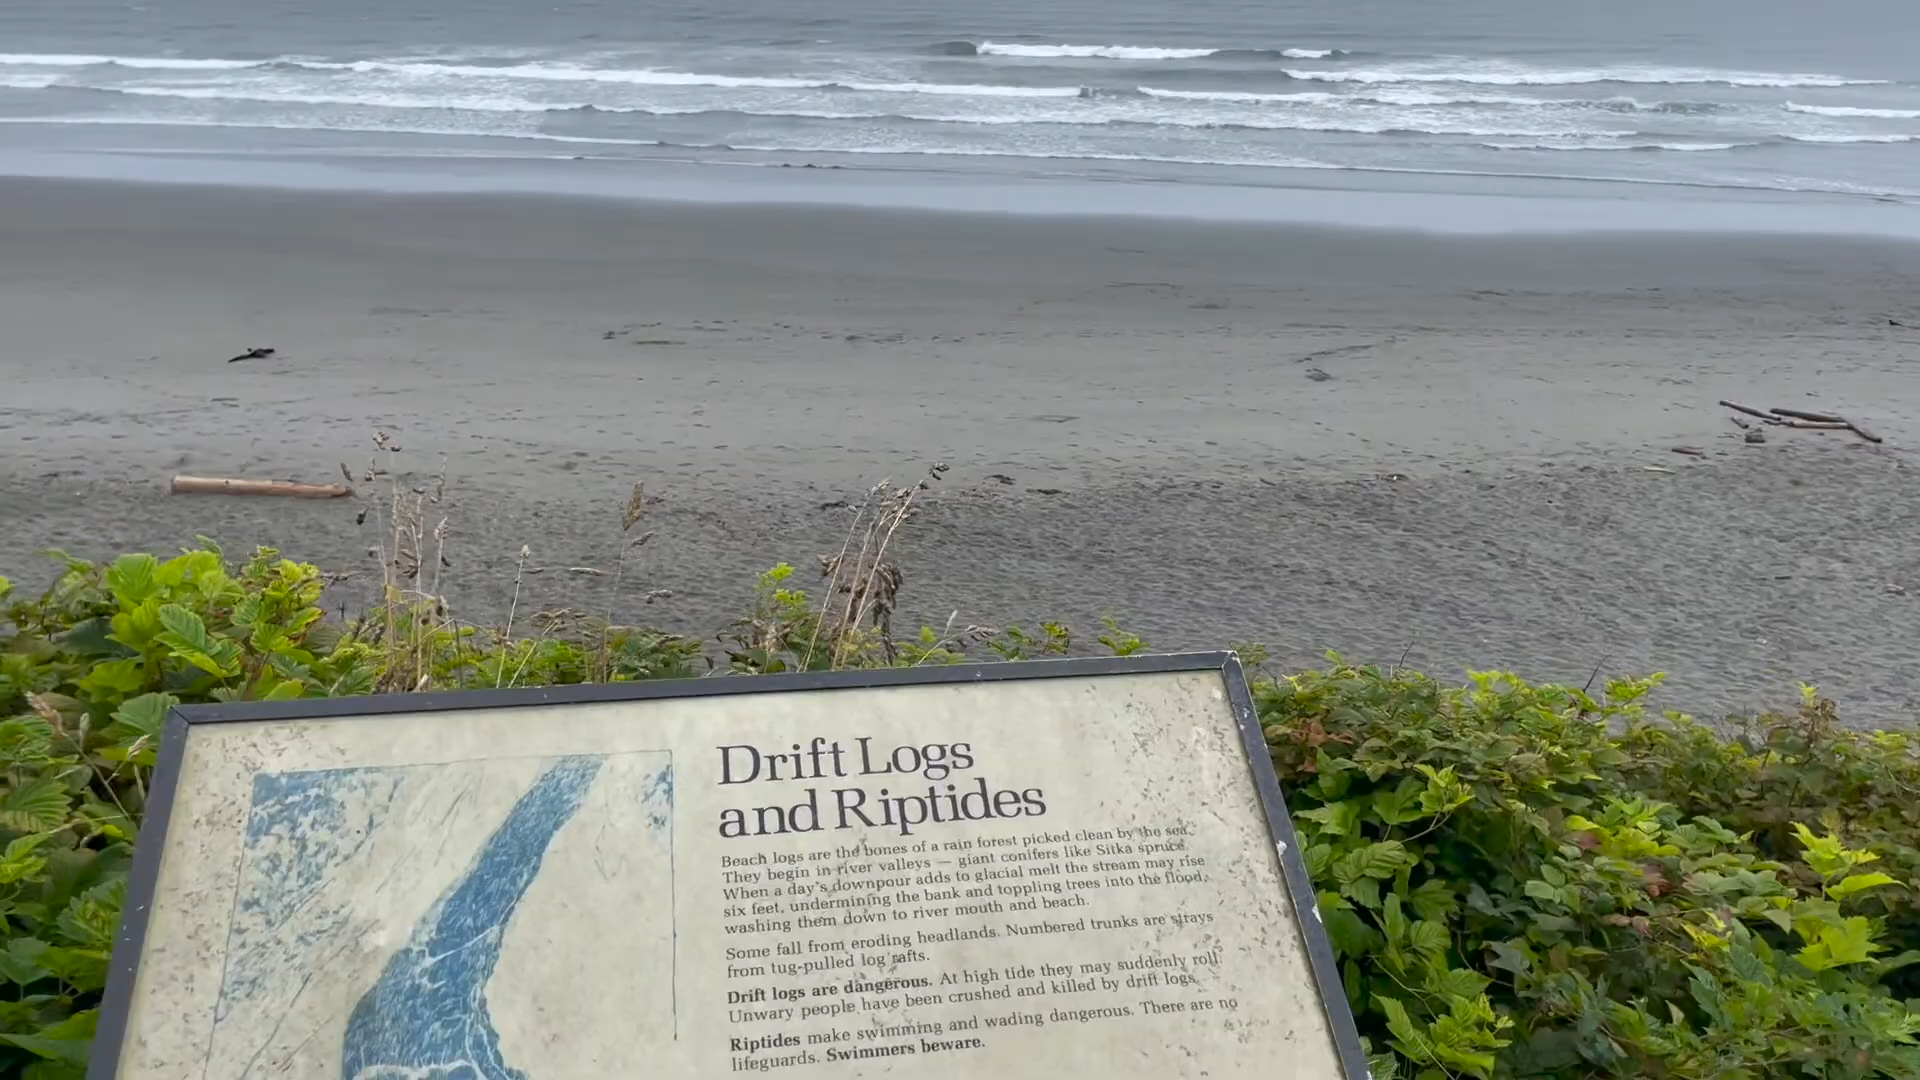 Drift Logs
and Riptides
Beach logs are the bones of a rain forest picked clean by the sea.
They begin in river valleys — giant conifers like Sitka spruce.
When a day's downpour adds to glacial melt the stream may rise
six feet, undermining the bank and toppling trees into the flood,
washing them down to river mouth and beach.
Some fall from eroding headlands. Numbered trunks are strays
from tug-pulled log rafts.
Drift logs are dangerous. At high tide they may suddenly roll.
Unwary people have been crushed and killed by drift logs.
Riptides make swimming and wading dangerous. There are no
lifeguards. Swimmers beware.